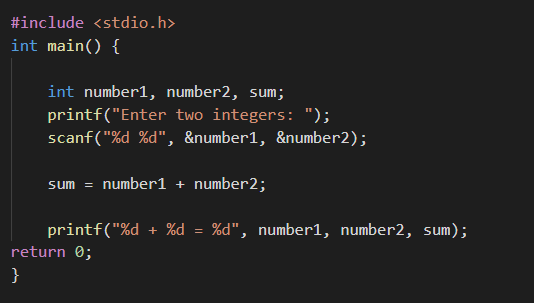 #include <stdio.h>
int main() {
int number1, number2, sum;
printf("Enter two integers: ");
scanf("%d %d", &number1, &number2);
sum = number1 + number2;
printf("%d + %d = %d", number1, number2, sum);
return 0;
}